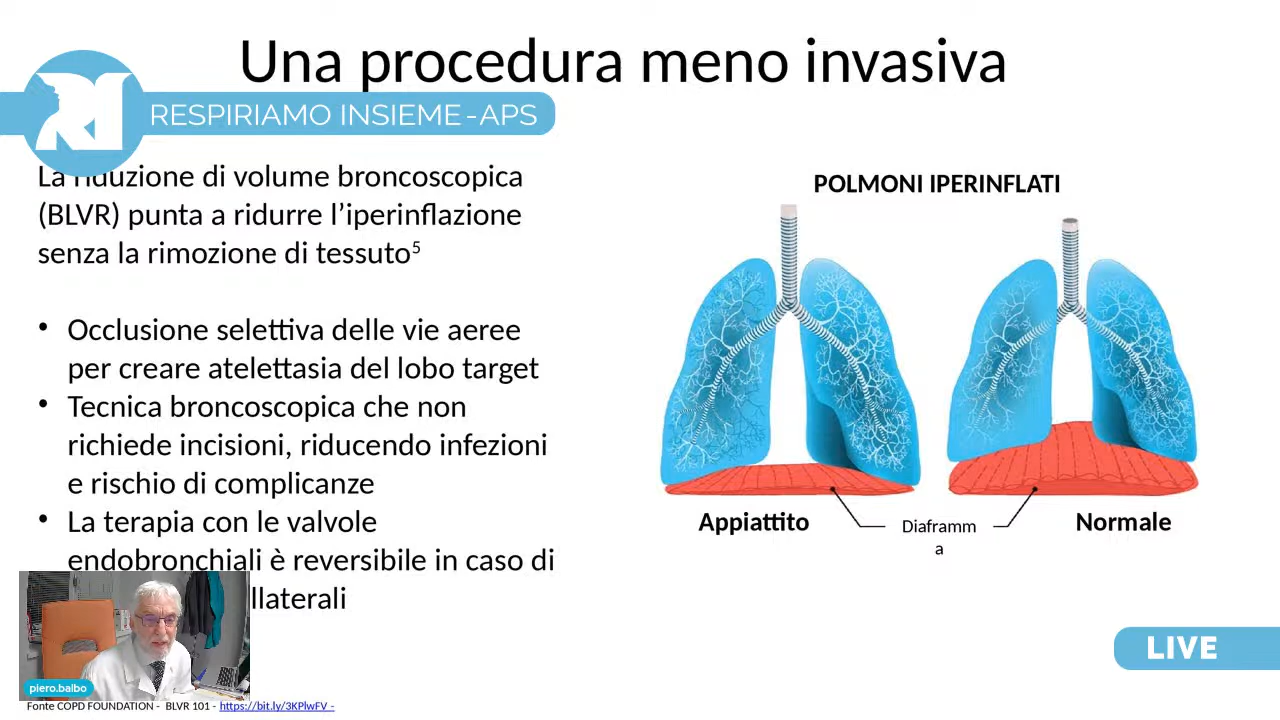 Una procedura meno invasiva
RI
RESPIRIAMO INSIEME-APS
La riduzione di volume broncoscopica
(BLVR) punta a ridurre l’iperinflazione
senza la rimozione di tessuto⁵
• Occlusione selettiva delle vie aeree
per creare atelettasia del lobo target
• Tecnica broncoscopica che non
richiede incisioni, riducendo infezioni
e rischio di complicanze
• La terapia con le valvole
endobronchiali è reversibile in caso di
llaterali
POLMONI IPERINFLATI
Appiattito
Diaframm
a
Normale
LIVE
piero.balbo
Fonte COPD FOUNDATION - BLVR 101 - https://bit.ly/3KPlwFV -